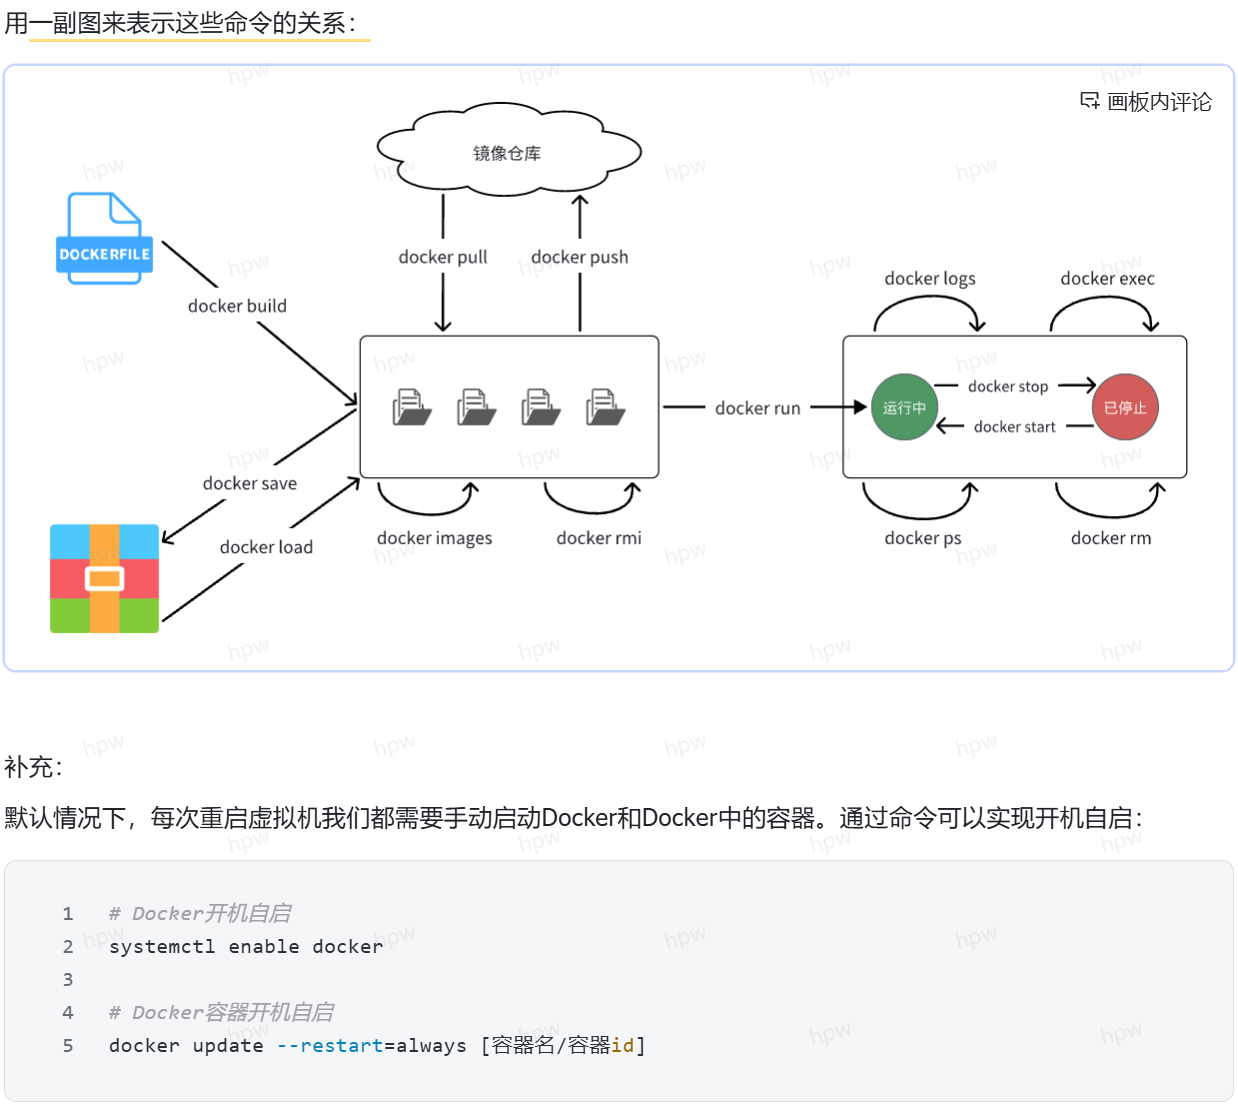 用一副图来表示这些命令的关系：
画板内评论
镜像仓库
DOCKERFILE
docker pull
docker push
docker build
docker logs
docker exec
运行中
docker stop
已停止
docker run
docker start
docker save
docker load
docker images
docker rmi
docker ps
docker rm
补充：
默认情况下，每次重启虚拟机我们都需要手动启动Docker和Docker中的容器。通过命令可以实现开机自启：
1 # Docker开机自启
2 systemctl enable docker
3
4 # Docker容器开机自启
5 docker update --restart=always [容器名/容器id]
hpw